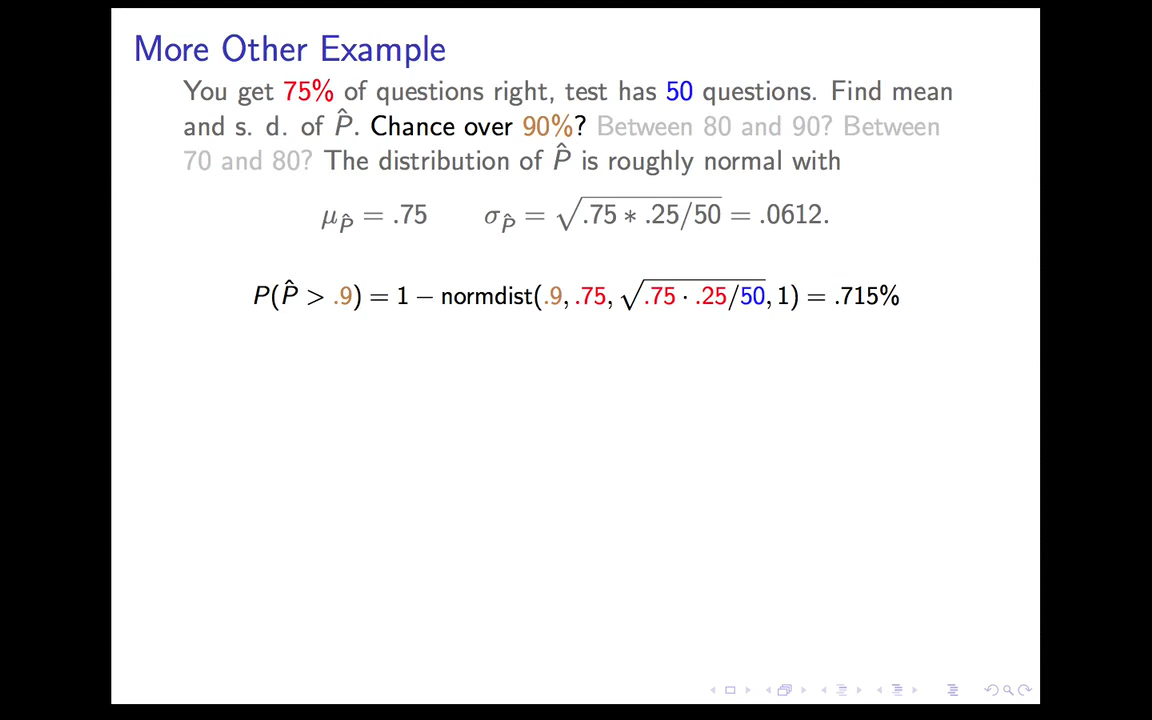 More Other Example
You get 75% of questions right, test has 50 questions. Find mean
and s. d. of P̂. Chance over 90%? Between 80 and 90? Between
70 and 80? The distribution of P̂ is roughly normal with
μ_P̂ = .75 σ_P̂ = √.75 ∗ .25/50 = .0612.
P(P̂ > .9) = 1 − normdist(.9, .75, √.75 · .25/50, 1) = .715%